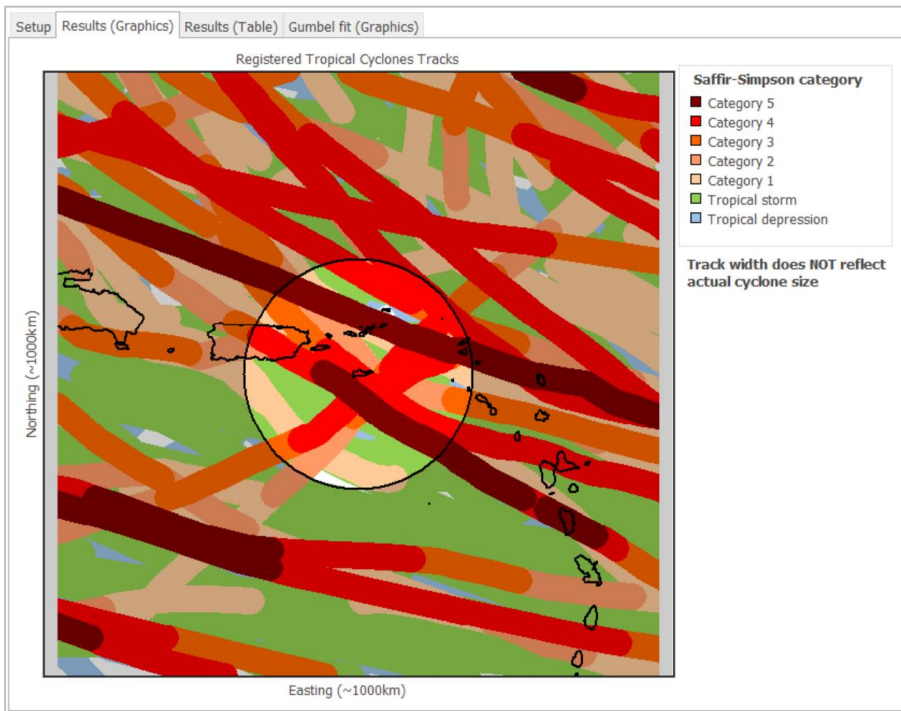 Setup Results (Graphics) Results (Table) Gumbel fit (Graphics)
Registered Tropical Cyclones Tracks
Saffir-Simpson category
Category 5
Category 4
Category 3
Category 2
Category 1
Tropical storm
Tropical depression
Track width does NOT reflect
actual cyclone size
Northing (~1000km)
Easting (~1000km)